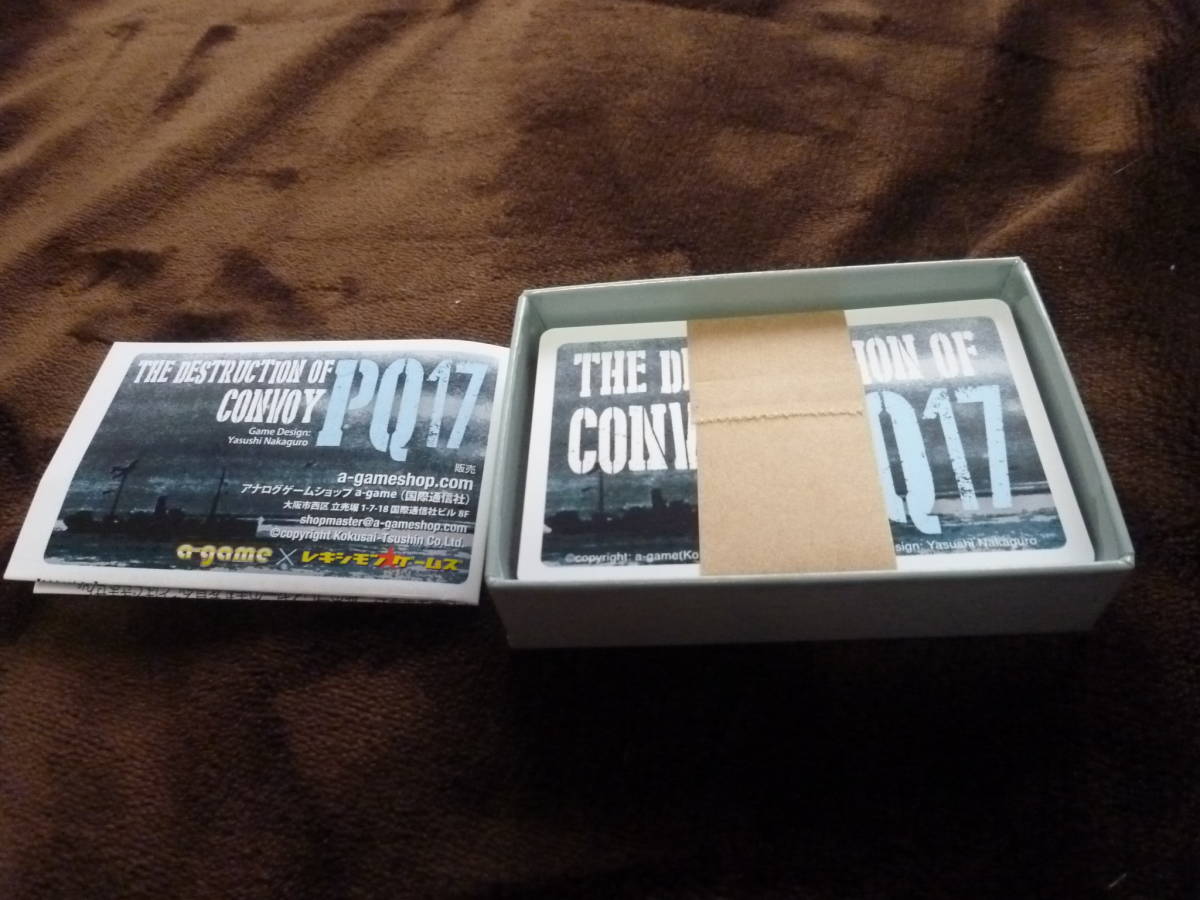 THE DESTRUCTION OF
CONVOY PQ17
Game Design:
Yasushi Nakaguro
販売
a-gameshop.com
アナログゲームショップ a-game (国際通信社)
大阪市西区 立売堀 1-7-18 国際通信社ビル 8F
shopmaster@a-gameshop.com
©copyright Kokusai-Tsushin Co,Ltd.
a-game × レキシモンゲームズ
THE D ION OF
CONV Q17
©copyright: a-game(Ko sign: Yasushi Nakaguro